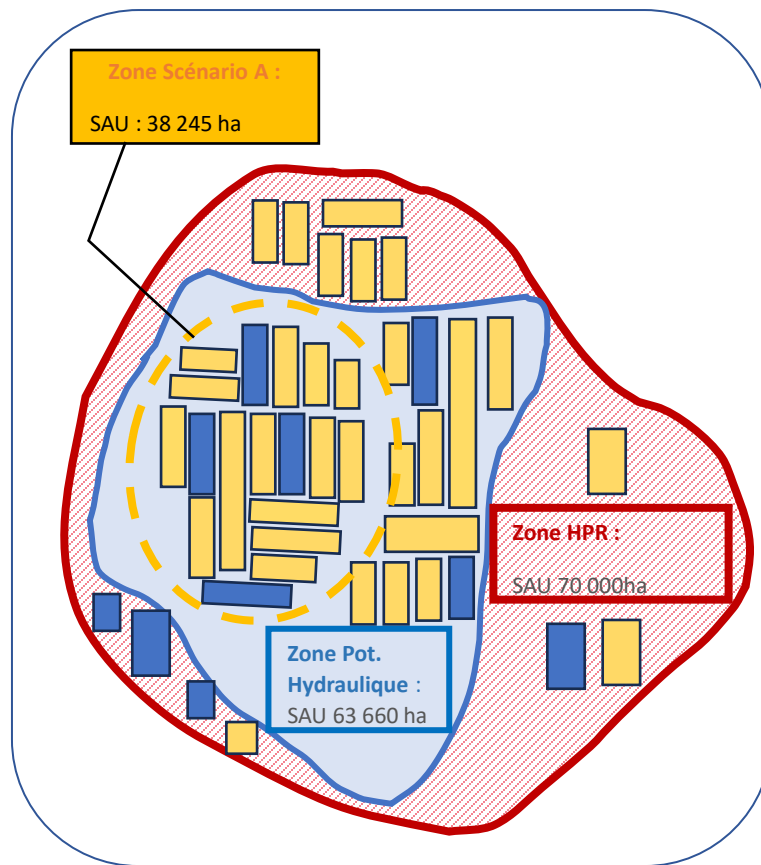 Zone Scénario A :
SAU : 38 245 ha
Zone HPR :
SAU 70 000ha
Zone Pot.
Hydraulique :
SAU 63 660 ha